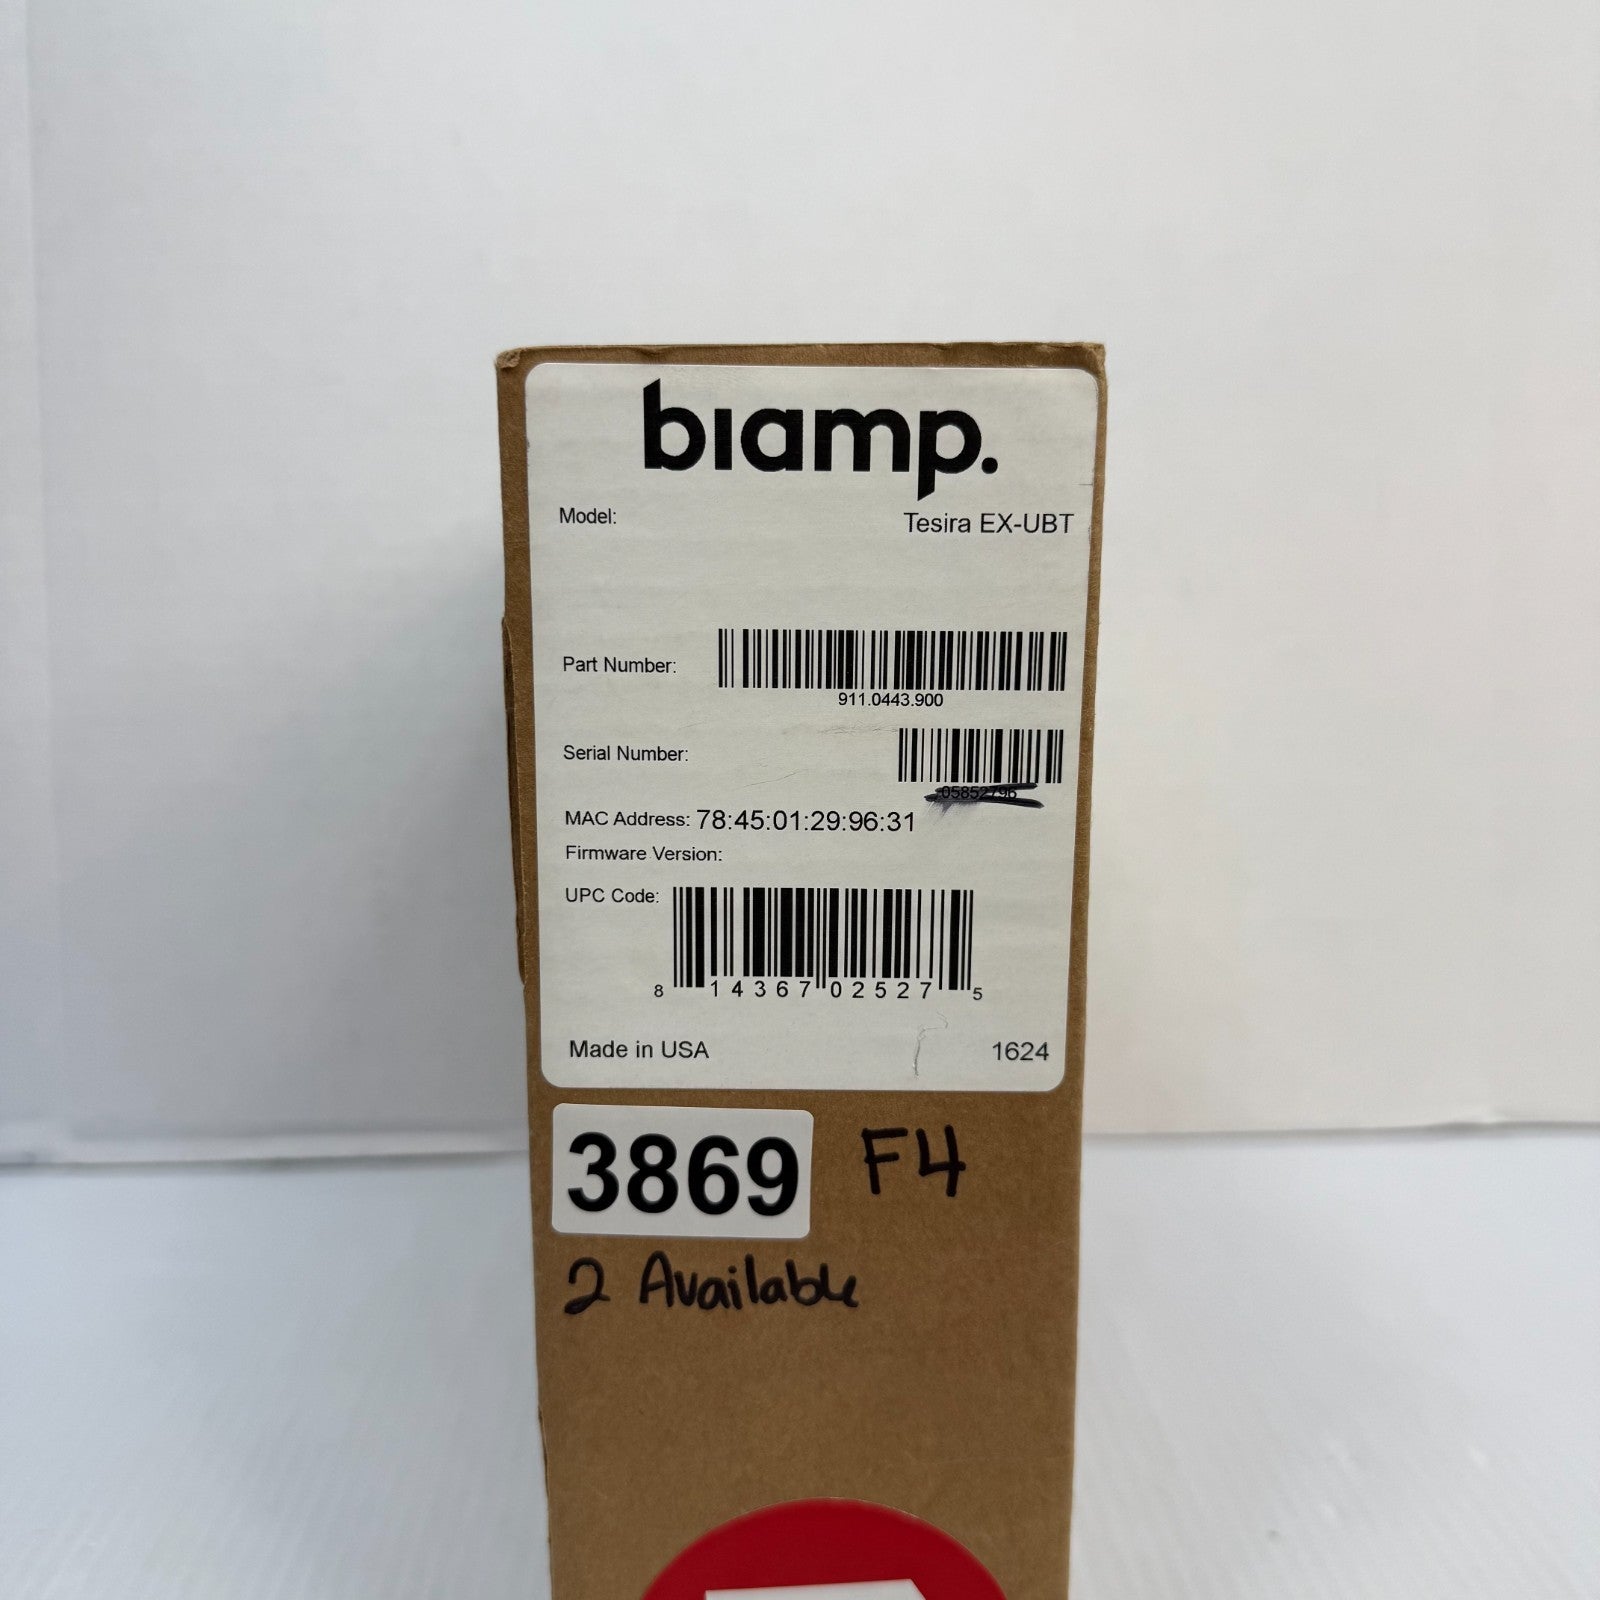 biamp.
Model: Tesira EX-UBT
Part Number:
911.0443.900
Serial Number:
05852796
MAC Address: 78:45:01:29:96:31
Firmware Version:
UPC Code:
8 14367 02527 5
Made in USA 1624
3869 F4
2 Available